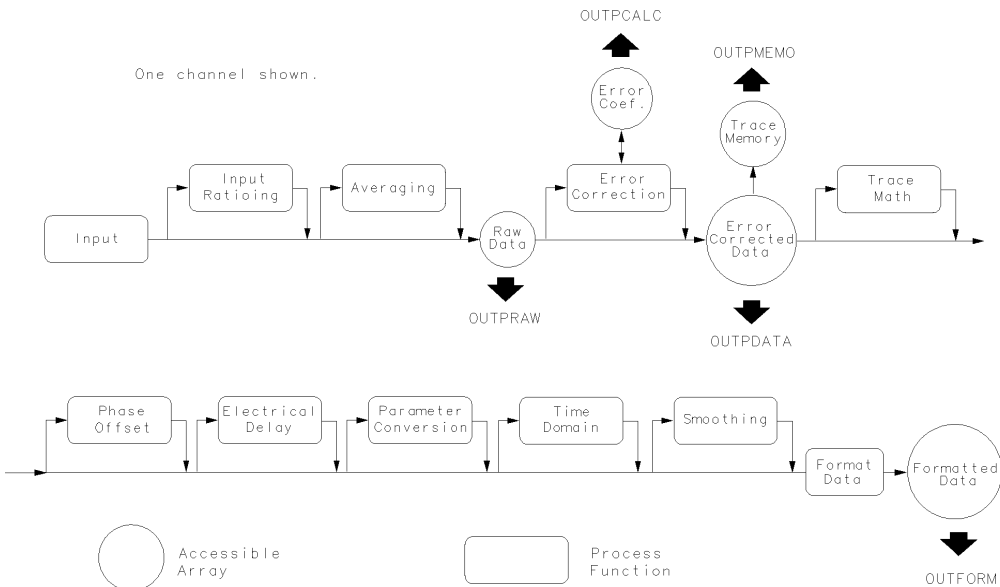 OUTPCALC
OUTPMEMO
One channel shown.
Error
Coef.
Trace
Memory
Input
Ratioing
Averaging
Error
Correction
Trace
Math
Input
Raw
Data
Error
Corrected
Data
OUTPRAW
OUTPDATA
Phase
Offset
Electrical
Delay
Parameter
Conversion
Time
Domain
Smoothing
Format
Data
Formatted
Data
Accessible
Array
Process
Function
OUTFORM